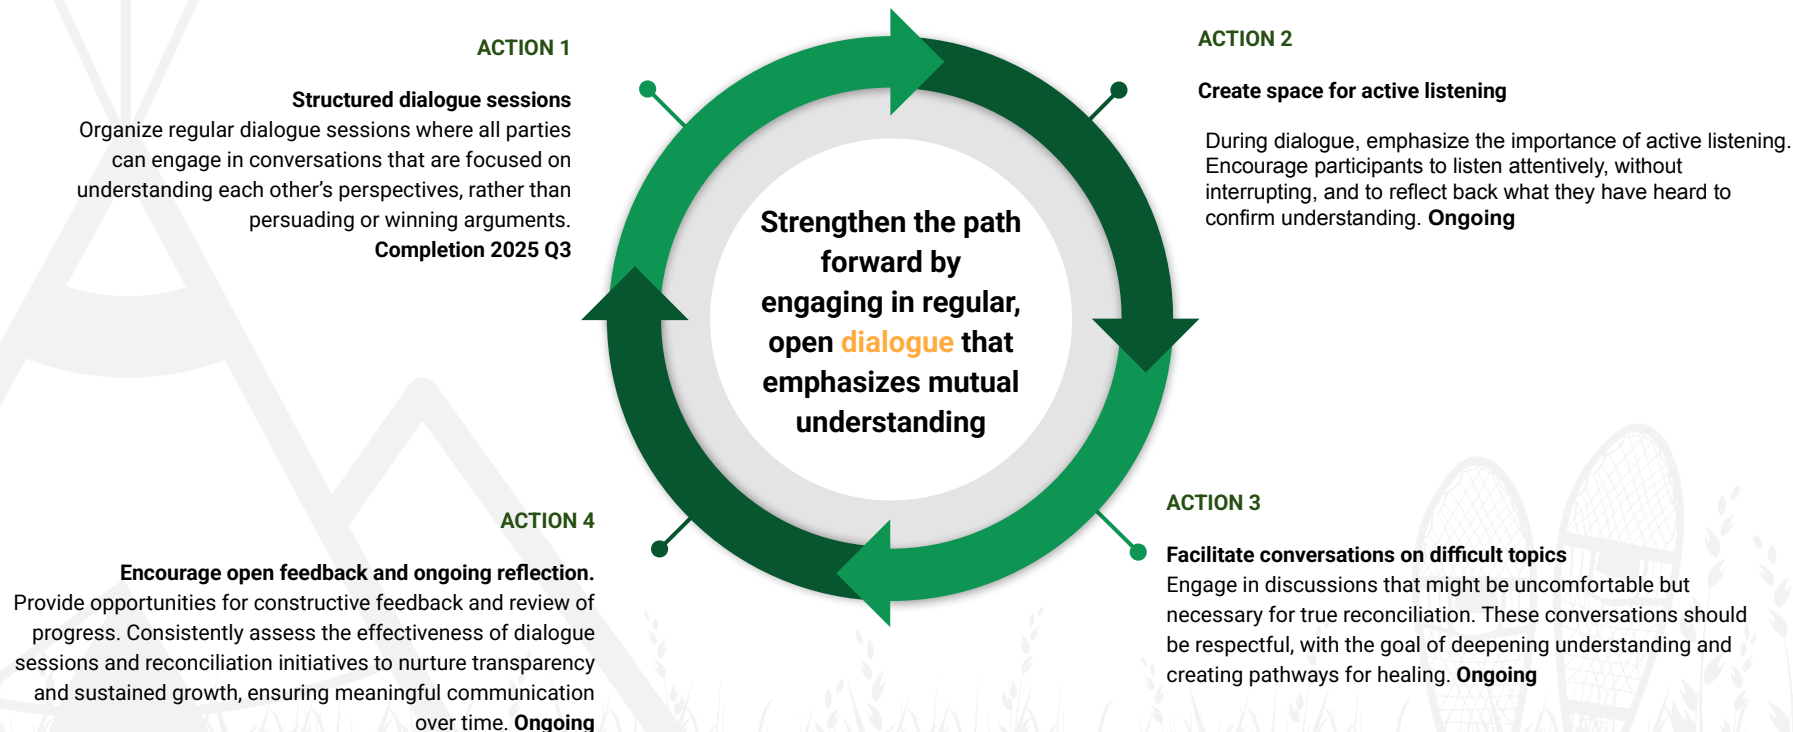 ACTION 1
Structured dialogue sessions
Organize regular dialogue sessions where all parties
can engage in conversations that are focused on
understanding each other’s perspectives, rather than
persuading or winning arguments.
Completion 2025 Q3
ACTION 2
Create space for active listening
During dialogue, emphasize the importance of active listening.
Encourage participants to listen attentively, without
interrupting, and to reflect back what they have heard to
confirm understanding. Ongoing
Strengthen the path
forward by
engaging in regular,
open dialogue that
emphasizes mutual
understanding
ACTION 3
Facilitate conversations on difficult topics
Engage in discussions that might be uncomfortable but
necessary for true reconciliation. These conversations should
be respectful, with the goal of deepening understanding and
creating pathways for healing. Ongoing
ACTION 4
Encourage open feedback and ongoing reflection.
Provide opportunities for constructive feedback and review of
progress. Consistently assess the effectiveness of dialogue
sessions and reconciliation initiatives to nurture transparency
and sustained growth, ensuring meaningful communication
over time. Ongoing